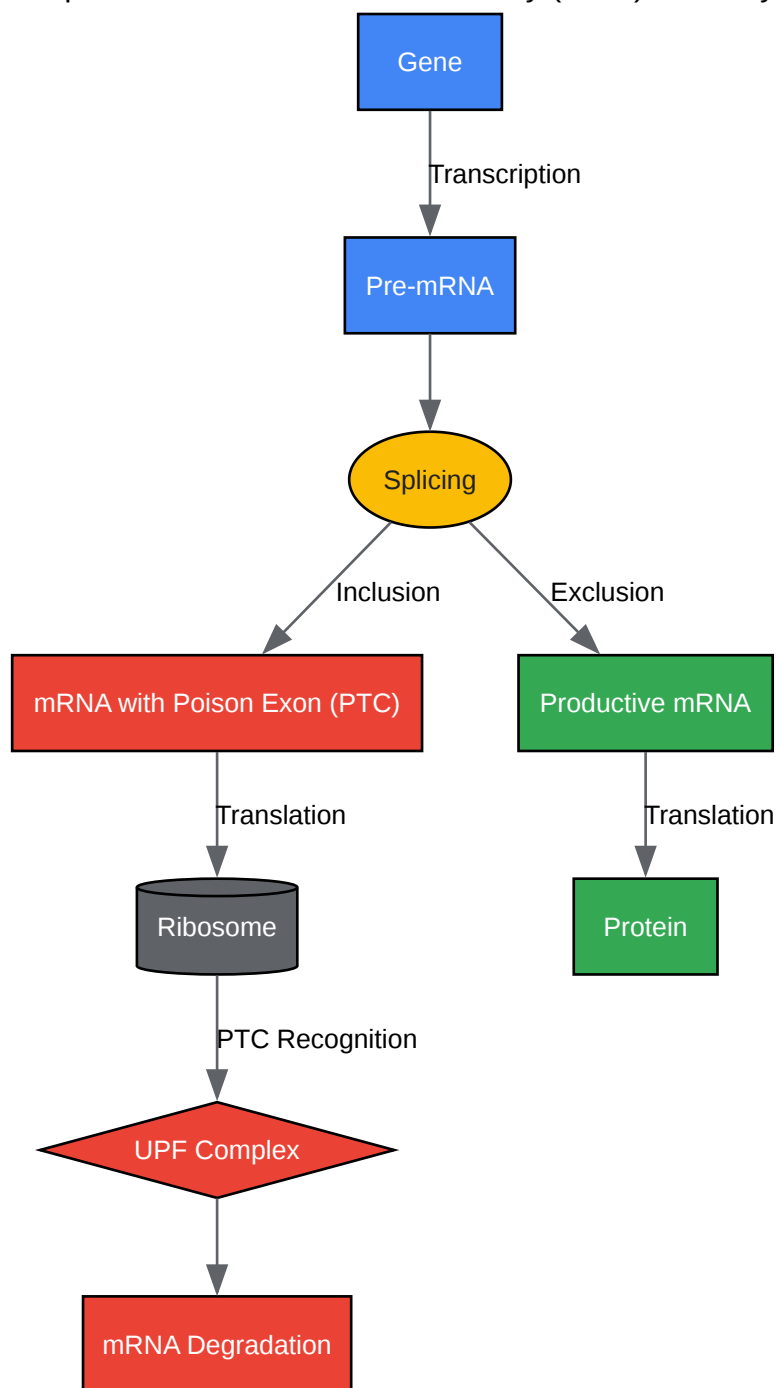 Gene
Transcription
Pre-mRNA
Splicing
Inclusion
Exclusion
mRNA with Poison Exon (PTC)
Productive mRNA
Translation
Translation
Ribosome
Protein
PTC Recognition
UPF Complex
mRNA Degradation